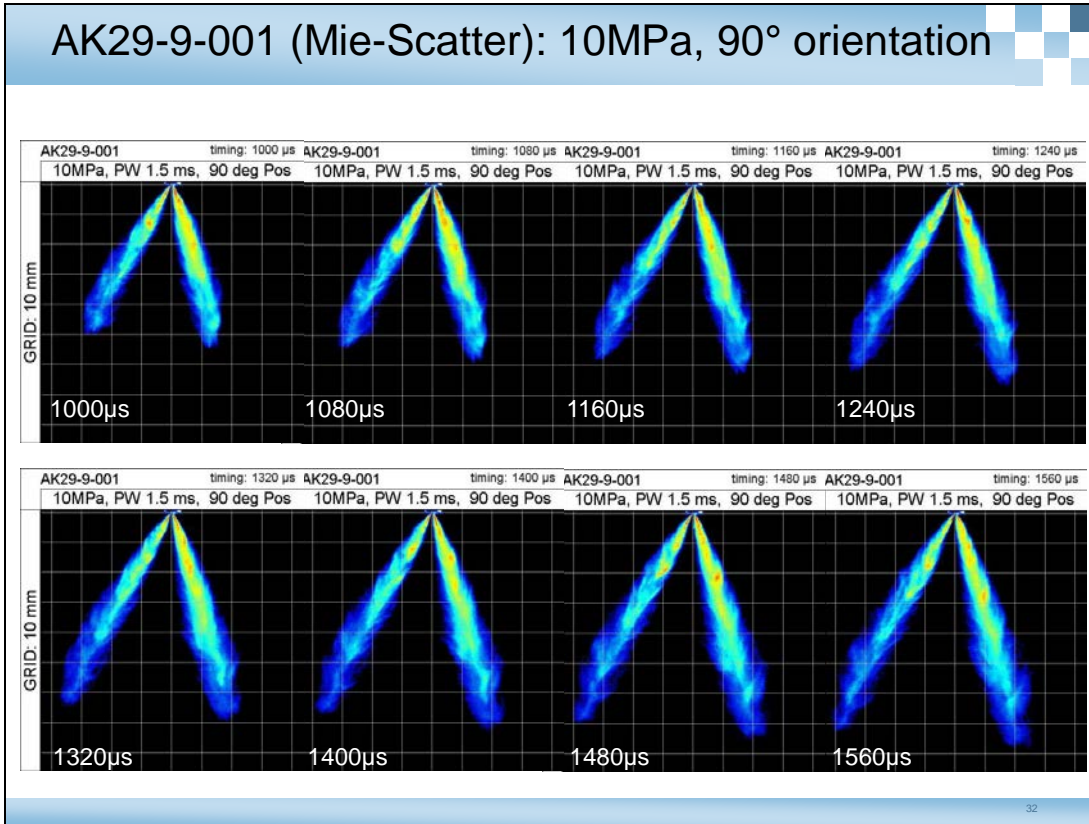 AK29-9-001 (Mie-Scatter): 10MPa, 90° orientation
AK29-9-001 timing: 1000 µs
10MPa, PW 1.5 ms, 90 deg Pos
AK29-9-001 timing: 1080 µs
10MPa, PW 1.5 ms, 90 deg Pos
AK29-9-001 timing: 1160 µs
10MPa, PW 1.5 ms, 90 deg Pos
AK29-9-001 timing: 1240 µs
10MPa, PW 1.5 ms, 90 deg Pos
GRID: 10 mm
1000µs
1080µs
1160µs
1240µs
AK29-9-001 timing: 1320 µs
10MPa, PW 1.5 ms, 90 deg Pos
AK29-9-001 timing: 1400 µs
10MPa, PW 1.5 ms, 90 deg Pos
AK29-9-001 timing: 1480 µs
10MPa, PW 1.5 ms, 90 deg Pos
AK29-9-001 timing: 1560 µs
10MPa, PW 1.5 ms, 90 deg Pos
GRID: 10 mm
1320µs
1400µs
1480µs
1560µs
32